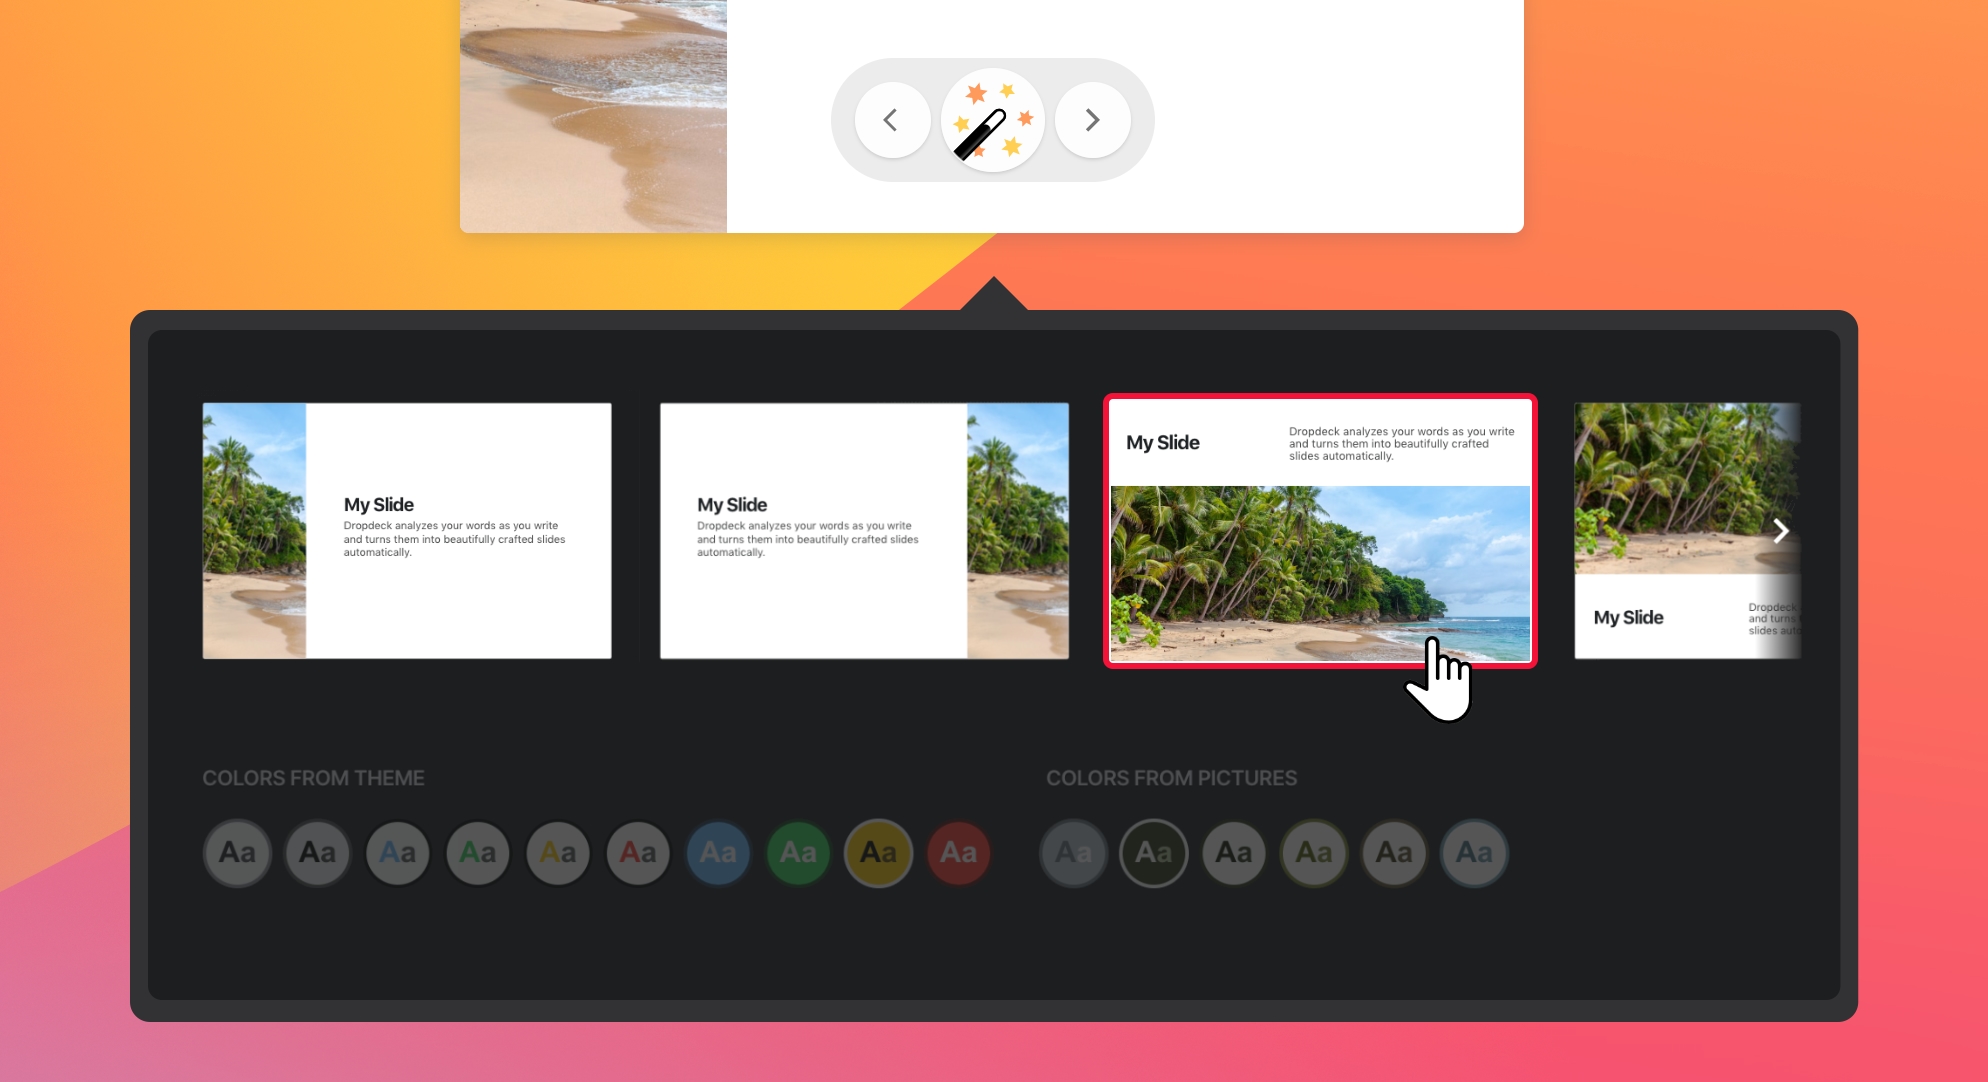 My Slide
Dropdeck analyzes your words as you write
and turns them into beautifully crafted slides
automatically.
My Slide
Dropdeck analyzes your words as you write
and turns them into beautifully crafted slides
automatically.
My Slide
Dropdeck analyzes your words as you write
and turns them into beautifully crafted
slides automatically.
My Slide
Dropdeck
and turns
slides
COLORS FROM THEME
COLORS FROM PICTURES
Aa Aa Aa Aa Aa Aa Aa Aa Aa Aa
Aa Aa Aa Aa Aa Aa